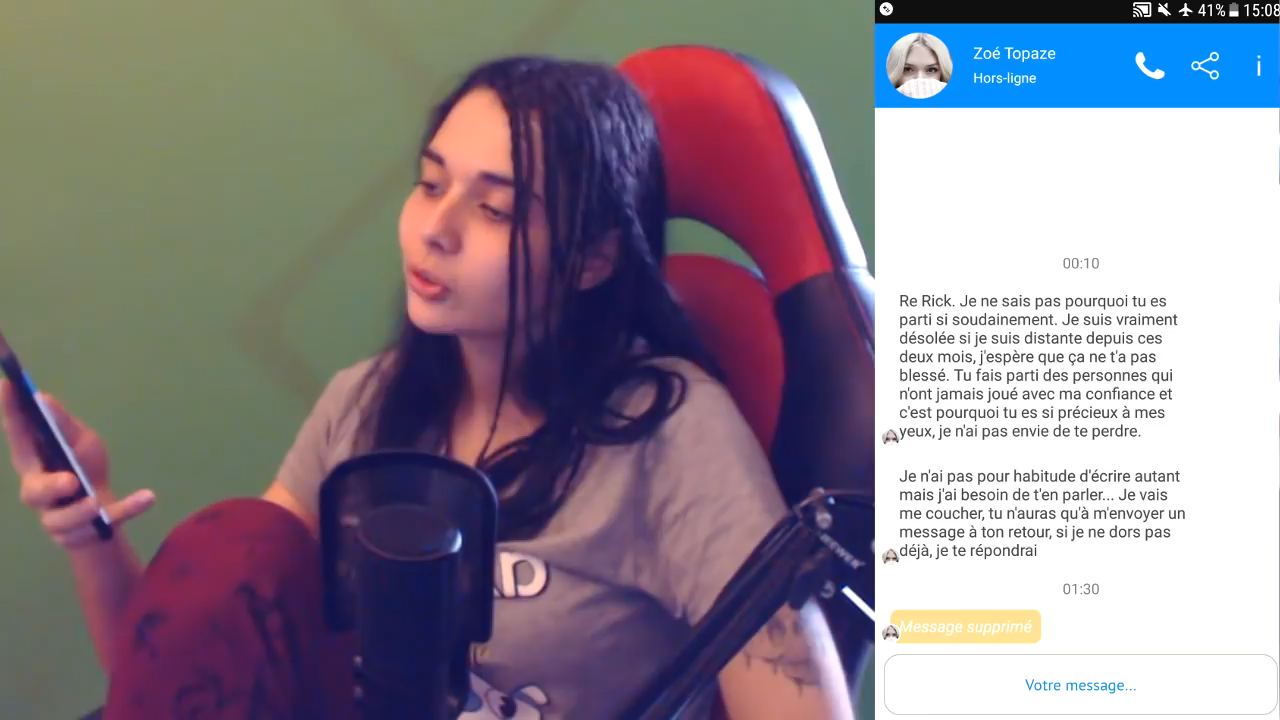 41% 15:08
Zoé Topaze
Hors-ligne
00:10
Re Rick. Je ne sais pas pourquoi tu es
parti si soudainement. Je suis vraiment
désolée si je suis distante depuis ces
deux mois, j'espère que ça ne t'a pas
blessé. Tu fais parti des personnes qui
n'ont jamais joué avec ma confiance et
c'est pourquoi tu es si précieux à mes
yeux, je n'ai pas envie de te perdre.
Je n'ai pas pour habitude d'écrire autant
mais j'ai besoin de t'en parler... Je vais
me coucher, tu n'auras qu'à m'envoyer un
message à ton retour, si je ne dors pas
déjà, je te répondrai
01:30
Message supprimé
Votre message...